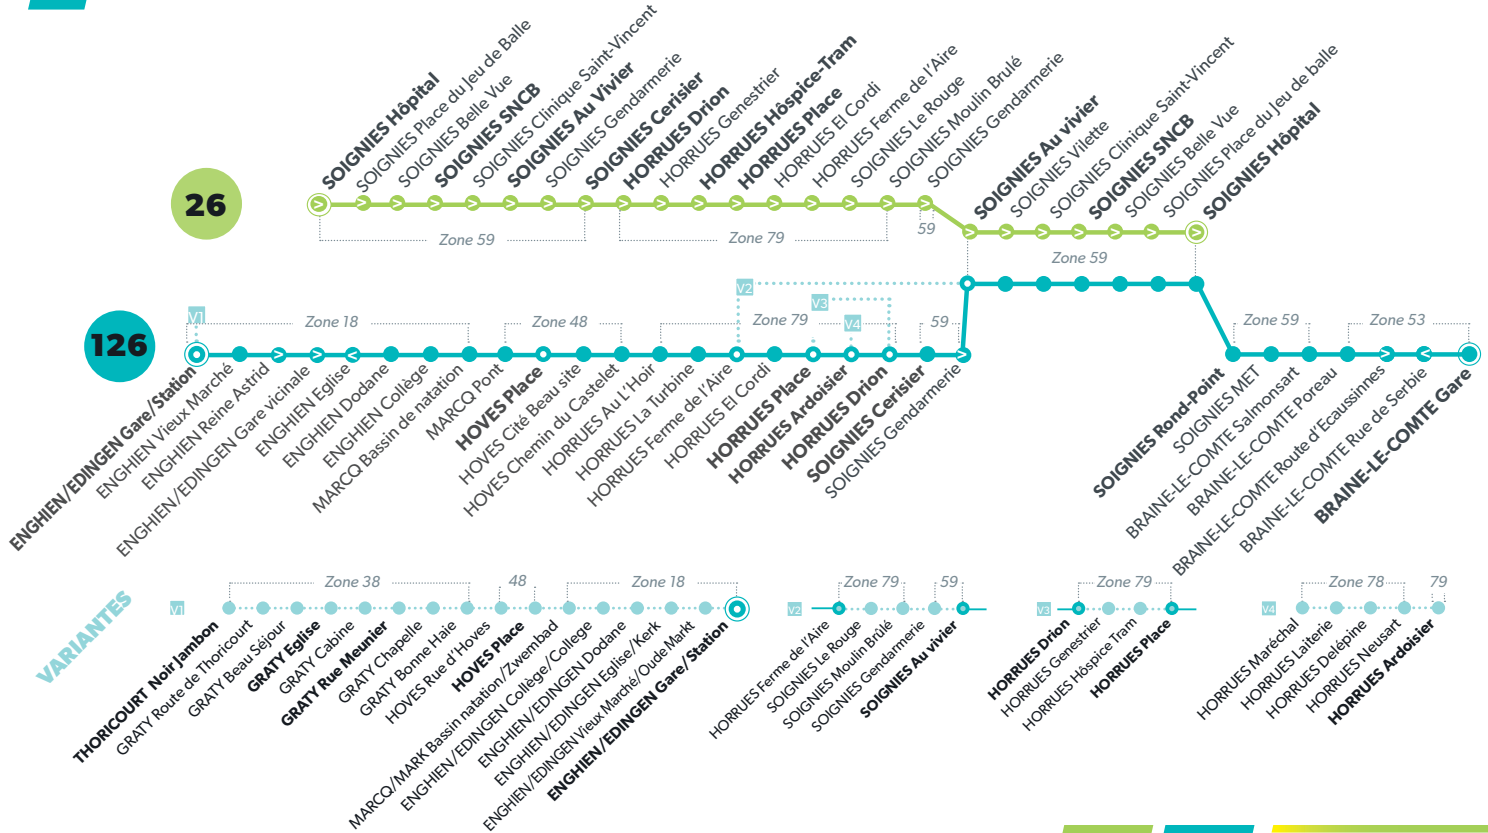 SOIGNIES Hôpital
SOIGNIES Place du Jeu de Balle
SOIGNIES Belle Vue
SOIGNIES SNCB
SOIGNIES Clinique Saint-Vincent
SOIGNIES Au Vivier
SOIGNIES Gendarmerie
SOIGNIES Cerisier
HORRUES Drion
HORRUES Genestrier
HORRUES Hôspice-Tram
HORRUES Place
HORRUES El Cordi
HORRUES Ferme de l'Aire
SOIGNIES Le Rouge
SOIGNIES Moulin Brulé
SOIGNIES Gendarmerie
SOIGNIES Au vivier
SOIGNIES Vilette
SOIGNIES Clinique Saint-Vincent
SOIGNIES SNCB
SOIGNIES Belle Vue
SOIGNIES Place du Jeu de balle
SOIGNIES Hôpital
26
Zone 59
Zone 79
59
Zone 59
V1
V2
V3
V4
126
Zone 18
Zone 48
Zone 79
59
Zone 59
Zone 53
ENGHIEN/EDINGEN Gare/Station
ENGHIEN Vieux Marché
ENGHIEN Reine Astrid
ENGHIEN/EDINGEN Gare vicinale
ENGHIEN Eglise
ENGHIEN Dodane
ENGHIEN Collège
MARCQ Bassin de natation
MARCQ Pont
HOVES Place
HOVES Cité Beau site
HOVES Chemin du Castelet
HORRUES Au L'Hoir
HORRUES La Turbine
HORRUES Ferme de l'Aire
HORRUES El Cordi
HORRUES Place
HORRUES Ardoisier
HORRUES Drion
SOIGNIES Cerisier
SOIGNIES Gendarmerie
SOIGNIES Rond-Point
SOIGNIES MET
BRAINE-LE-COMTE Salmonsart
BRAINE-LE-COMTE Poreau
BRAINE-LE-COMTE Route d'Ecaussinnes
BRAINE-LE-COMTE Rue de Serbie
BRAINE-LE-COMTE Gare
VARIANTES
V1
Zone 38
48
Zone 18
THORICOURT Noir Jambon
GRATY Route de Thoricourt
GRATY Beau Séjour
GRATY Eglise
GRATY Cabine
GRATY Rue Meunier
GRATY Chapelle
GRATY Bonne Haie
HOVES Rue d'Hoves
HOVES Place
MARCQ/MARK Bassin natation/Zwembad
ENGHIEN/EDINGEN Collège/College
ENGHIEN/EDINGEN Dodane
ENGHIEN/EDINGEN Eglise/Kerk
ENGHIEN/EDINGEN Vieux Marché/Oude Markt
ENGHIEN/EDINGEN Gare/Station
V2
Zone 79
59
HORRUES Ferme de l'Aire
SOIGNIES Le Rouge
SOIGNIES Moulin Brulé
SOIGNIES Gendarmerie
SOIGNIES Au vivier
V3
Zone 79
HORRUES Drion
HORRUES Genestrier
HORRUES Hôspice Tram
HORRUES Place
V4
Zone 78
79
HORRUES Maréchal
HORRUES Laiterie
HORRUES Delépine
HORRUES Neusart
HORRUES Ardoisier